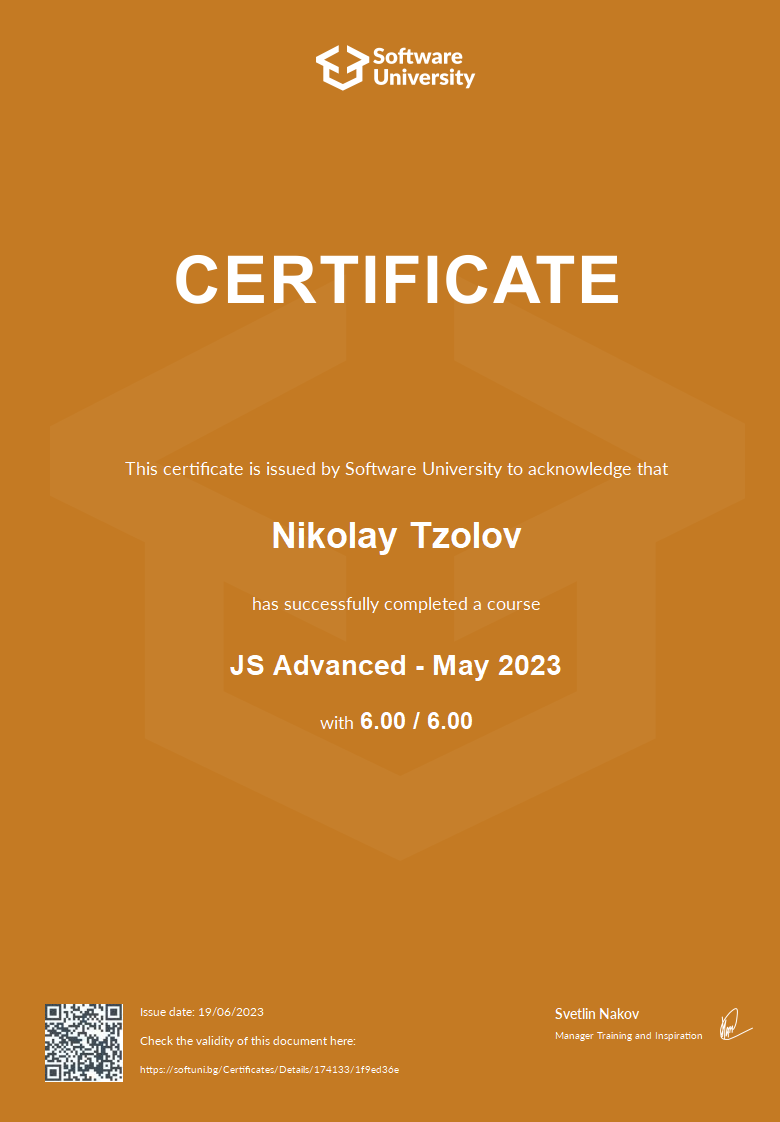 Software
University
CERTIFICATE
This certificate is issued by Software University to acknowledge that
Nikolay Tzolov
has successfully completed a course
JS Advanced - May 2023
with 6.00 / 6.00
Issue date: 19/06/2023
Check the validity of this document here:
https://softuni.bg/Certificates/Details/174133/1f9ed36e
Svetlin Nakov
Manager Training and Inspiration